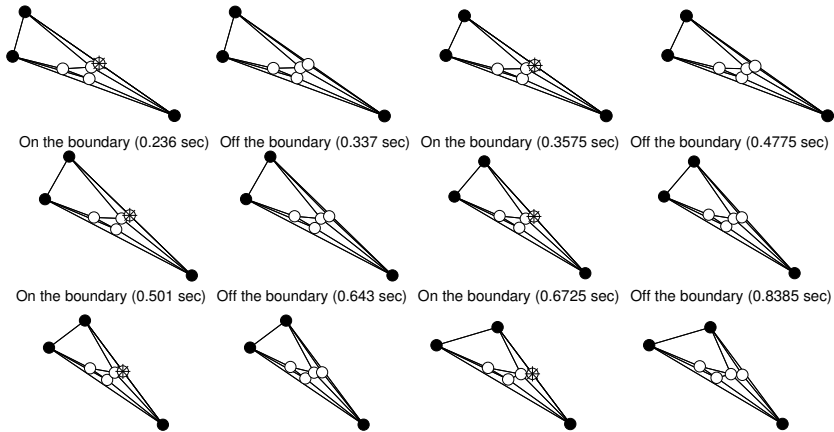 On the boundary (0.236 sec) Off the boundary (0.337 sec) On the boundary (0.3575 sec) Off the boundary (0.4775 sec)
On the boundary (0.501 sec) Off the boundary (0.643 sec) On the boundary (0.6725 sec) Off the boundary (0.8385 sec)